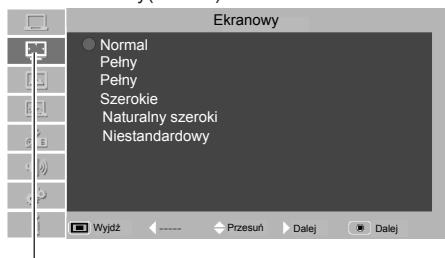 Ekranowy
Normal
Pełny
Pełny
Szerokie
Naturalny szeroki
Niestandardowy
Wyjdź ----- Przesuń Dalej Dalej